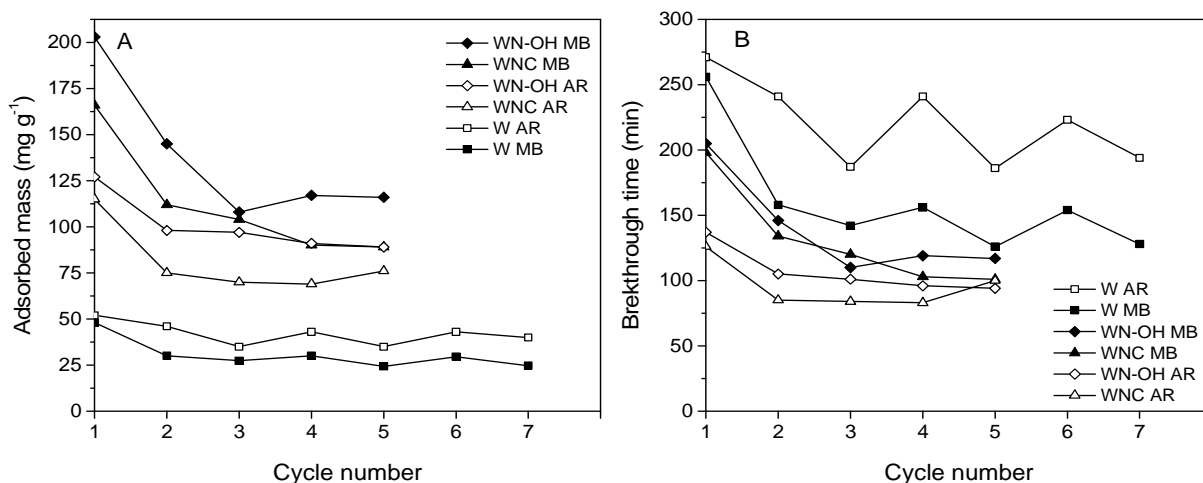 A
WN-OH MB
WNC MB
WN-OH AR
WNC AR
W AR
W MB
200
175
150
125
100
75
50
25
0
Adsorbed mass (mg g-1)
1 2 3 4 5 6 7
Cycle number
B
300
250
200
150
100
50
0
Brekthrough time (min)
W AR
W MB
WN-OH MB
WNC MB
WN-OH AR
WNC AR
1 2 3 4 5 6 7
Cycle number